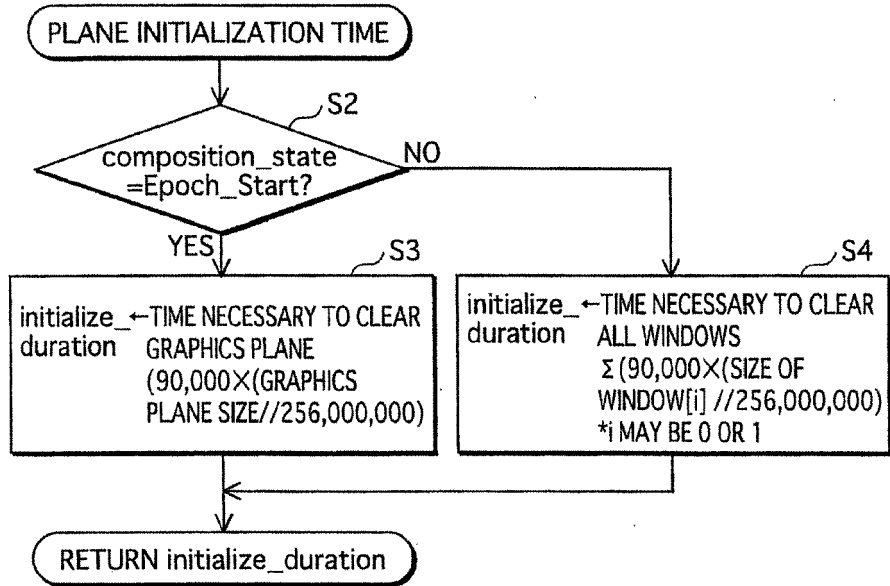 PLANE INITIALIZATION TIME
S2
composition_state
=Epoch_Start?
NO
YES
S3
initialize_←TIME NECESSARY TO CLEAR
duration GRAPHICS PLANE
(90,000×(GRAPHICS
PLANE SIZE//256,000,000)
S4
initialize_←TIME NECESSARY TO CLEAR
duration ALL WINDOWS
Σ(90,000×(SIZE OF
WINDOW[i] //256,000,000)
*i MAY BE 0 OR 1
RETURN initialize_duration